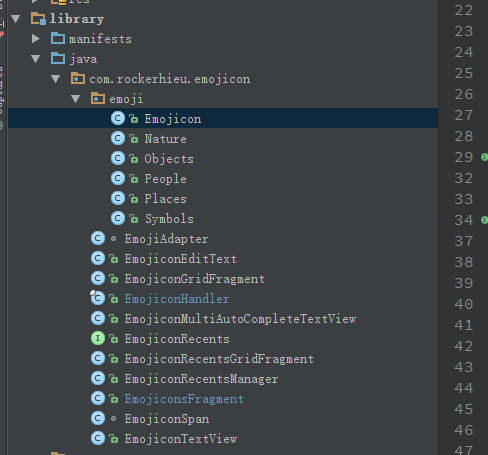 res
library
manifests
java
com.rockerhieu.emojicon
emoji
Emojicon
Nature
Objects
People
Places
Symbols
EmojiAdapter
EmojiconEditText
EmojiconGridFragment
EmojiconHandler
EmojiconMultiAutoCompleteTextView
EmojiconRecents
EmojiconRecentsGridFragment
EmojiconRecentsManager
EmojiconsFragment
EmojiconSpan
EmojiconTextView
22
23
24
25
26
27
28
29
32
33
34
37
38
39
40
41
42
43
44
45
46
47